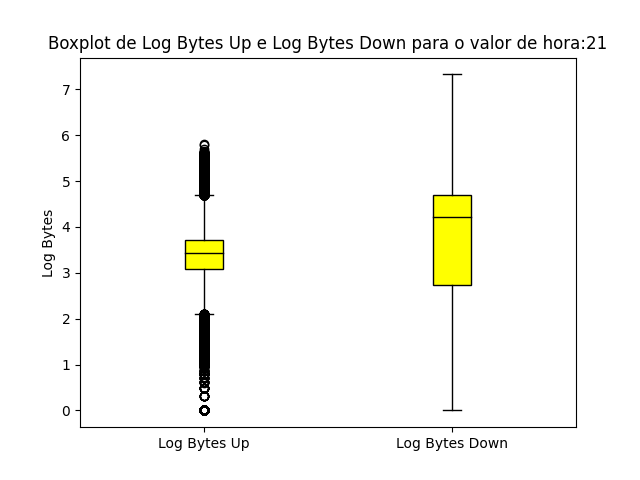 Boxplot de Log Bytes Up e Log Bytes Down para o valor de hora:21
7
6
5
4
3
2
1
0
Log Bytes
Log Bytes Up
Log Bytes Down